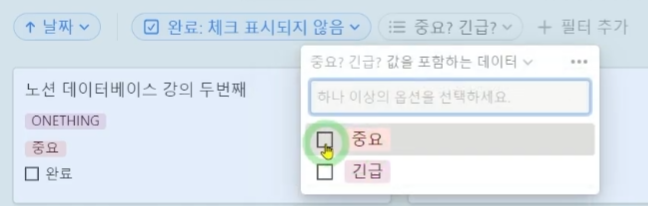 ↑ 날짜 완료: 체크 표시되지 않음 중요? 긴급? + 필터 추가
중요? 긴급? 값을 포함하는 데이터 •••
하나 이상의 옵션을 선택하세요.
중요
긴급
노션 데이터베이스 강의 두번째
ONETHING
중요
완료